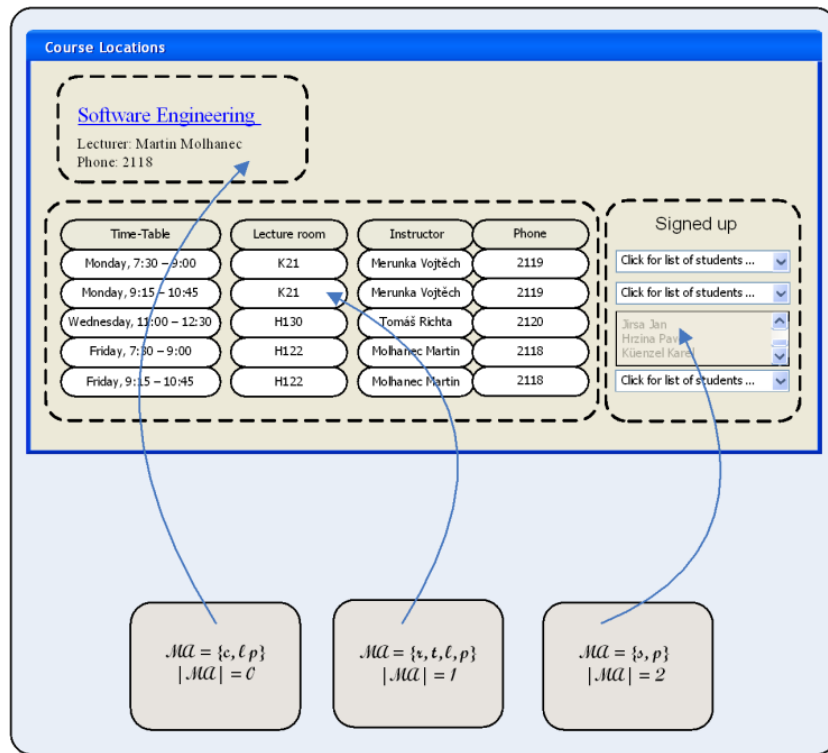 Course Locations
Software Engineering
Lecturer: Martin Molhanec
Phone: 2118
Time-Table Lecture room Instructor Phone Signed up
Monday, 7:30 – 9:00 K21 Merunka Vojtěch 2119 Click for list of students ...
Monday, 9:15 – 10:45 K21 Merunka Vojtěch 2119 Click for list of students ...
Wednesday, 11:00 – 12:30 H130 Tomáš Richta 2120 Jirsa Jan
Hrzina Pavel
Küenzel Karel
Friday, 7:30 – 9:00 H122 Molhanec Martin 2118
Friday, 9:15 – 10:45 H122 Molhanec Martin 2118 Click for list of students ...
ℳ𝒜 = {c, ℓ p}
|ℳ𝒜| = 0
ℳ𝒜 = {r, t, l, p}
|ℳ𝒜| = 1
ℳ𝒜 = {s, p}
|ℳ𝒜| = 2